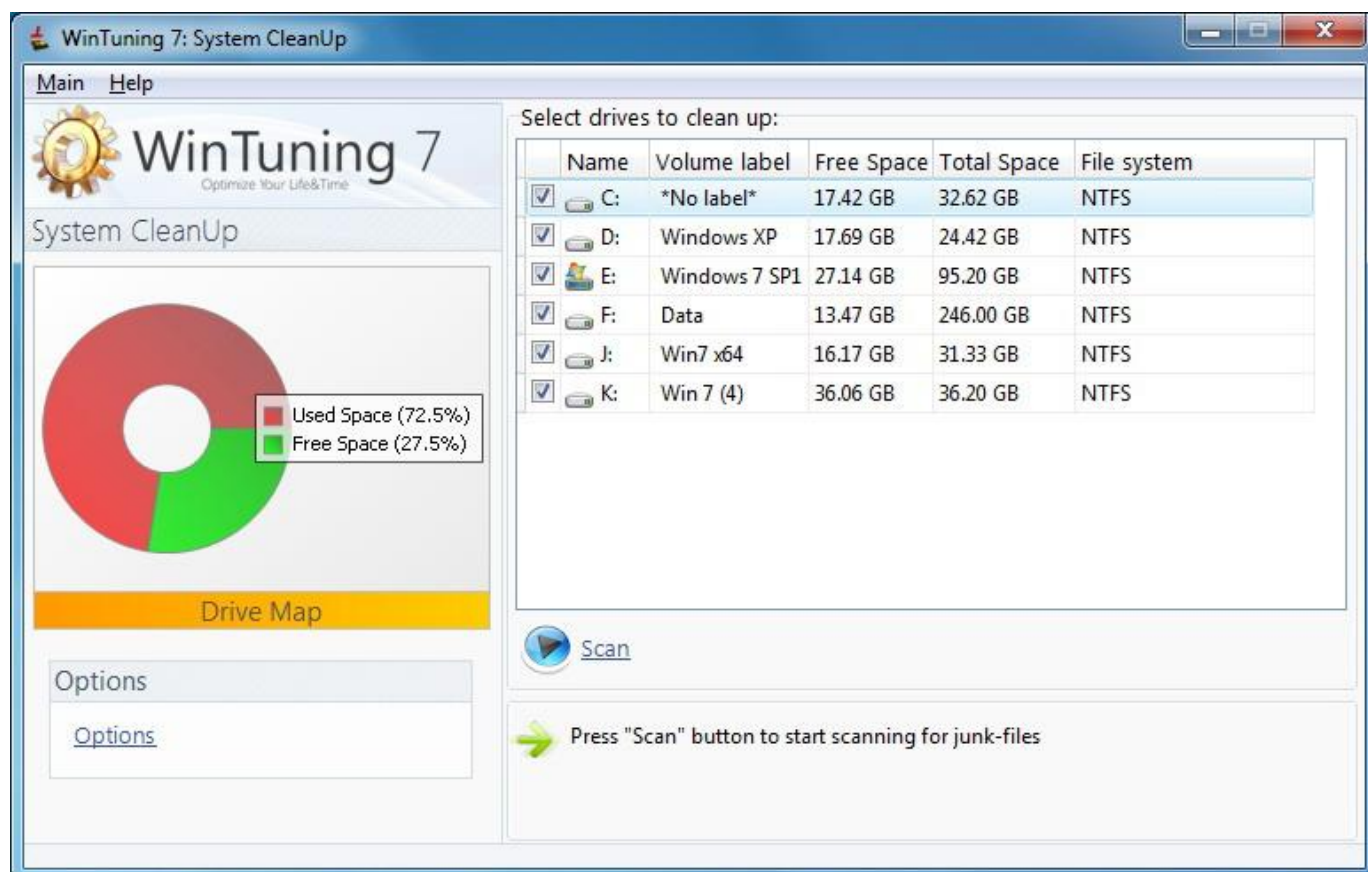 WinTuning 7: System CleanUp
Main Help
WinTuning 7
Optimize Your Life&Time
System CleanUp
Used Space (72.5%)
Free Space (27.5%)
Drive Map
Options
Options
Select drives to clean up:
Name Volume label Free Space Total Space File system
C: *No label* 17.42 GB 32.62 GB NTFS
D: Windows XP 17.69 GB 24.42 GB NTFS
E: Windows 7 SP1 27.14 GB 95.20 GB NTFS
F: Data 13.47 GB 246.00 GB NTFS
J: Win7 x64 16.17 GB 31.33 GB NTFS
K: Win 7 (4) 36.06 GB 36.20 GB NTFS
Scan
Press "Scan" button to start scanning for junk-files